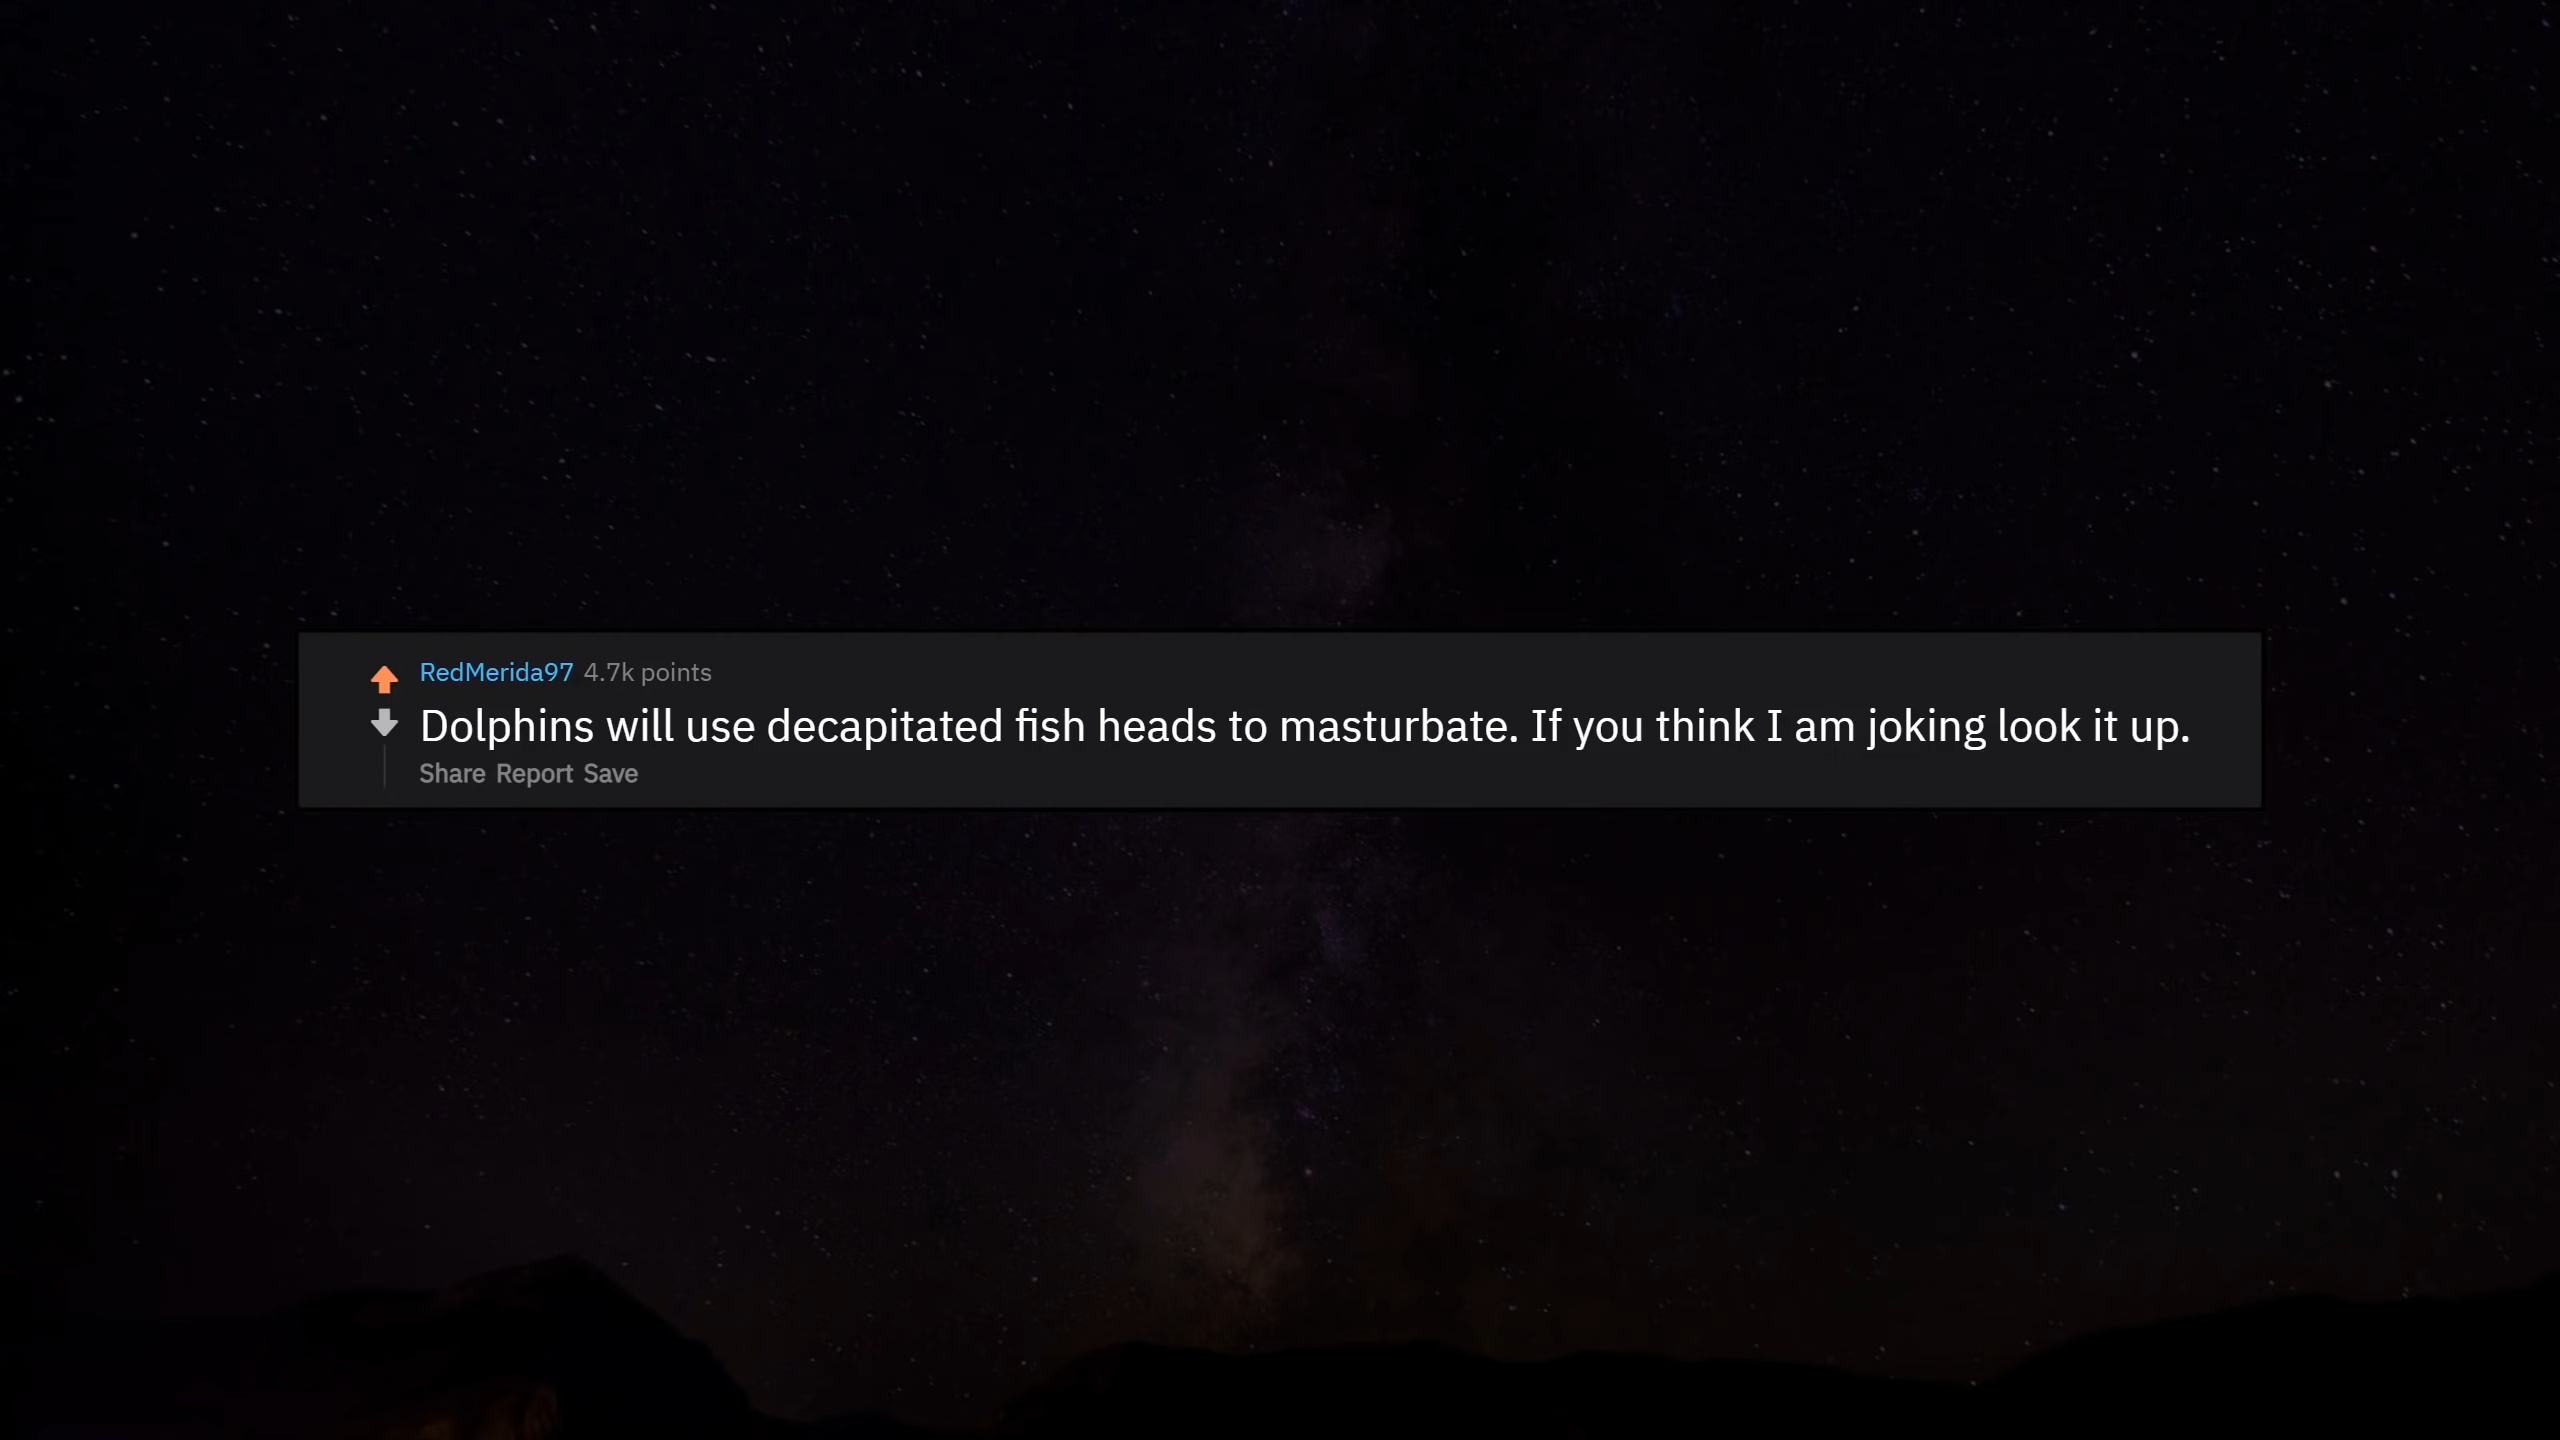 RedMerida97 4.7k points
Dolphins will use decapitated fish heads to masturbate. If you think I am joking look it up.
Share Report Save